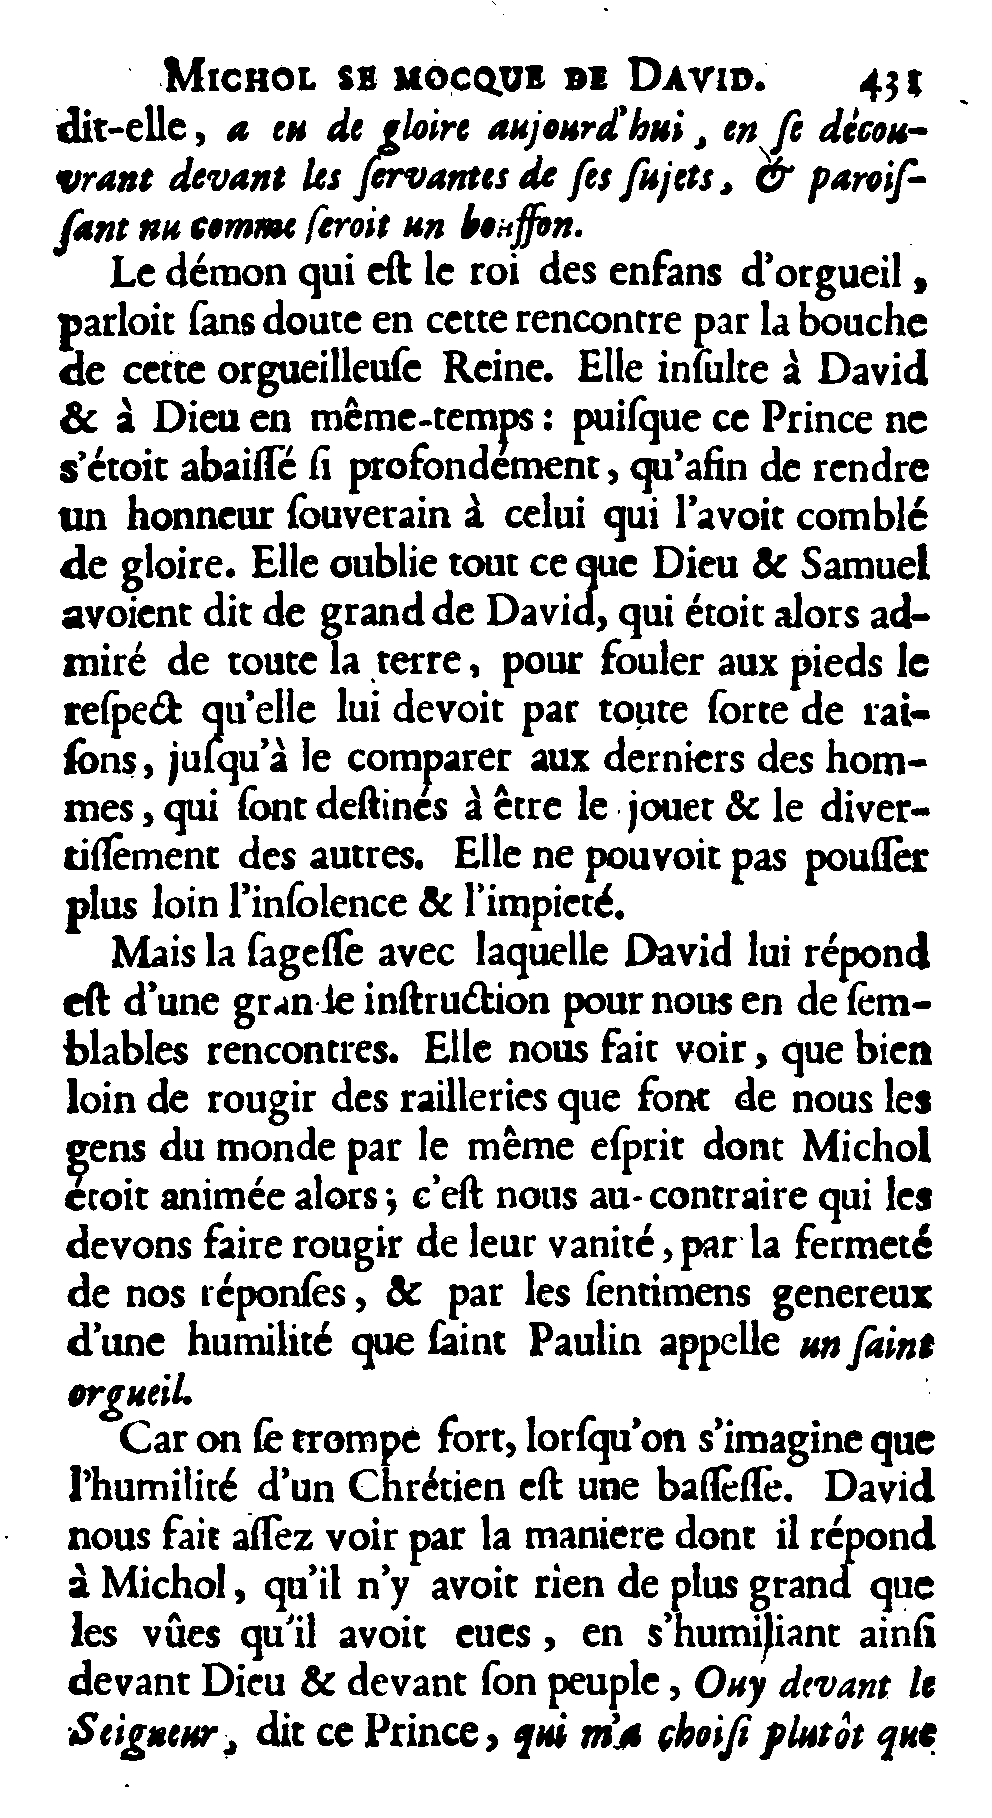 MICHOL SE MOCQUE DE DAVID. 431
dit-elle, a eu de gloire aujourd'hui, en ſe décou-
vrant devant les ſervantes de ſes ſujets, & paroiſ-
ſant nu comme ſeroit un bouffon.
Le démon qui eſt le roi des enfans d'orgueil,
parloit ſans doute en cette rencontre par la bouche
de cette orgueilleuſe Reine. Elle inſulte à David
& à Dieu en même-temps : puiſque ce Prince ne
s'étoit abaiſſé ſi profondément, qu'afin de rendre
un honneur ſouverain à celui qui l'avoit comblé
de gloire. Elle oublie tout ce que Dieu & Samuel
avoient dit de grand de David, qui étoit alors ad-
miré de toute la terre, pour fouler aux pieds le
reſpect qu'elle lui devoit par toute ſorte de rai-
ſons, juſqu'à le comparer aux derniers des hom-
mes, qui ſont deſtinés à être le jouet & le diver-
tiſſement des autres. Elle ne pouvoit pas pouſſer
plus loin l'inſolence & l'impieté.
Mais la ſageſſe avec laquelle David lui répond
eſt d'une grande inſtruction pour nous en de ſem-
blables rencontres. Elle nous fait voir, que bien
loin de rougir des railleries que font de nous les
gens du monde par le même eſprit dont Michol
étoit animée alors ; c'eſt nous au-contraire qui les
devons faire rougir de leur vanité, par la fermeté
de nos réponſes, & par les ſentimens genereux
d'une humilité que ſaint Paulin appelle un ſaint
orgueil.
Car on ſe trompe fort, lorſqu'on s'imagine que
l'humilité d'un Chrétien eſt une baſſeſſe. David
nous fait aſſez voir par la maniere dont il répond
à Michol, qu'il n'y avoit rien de plus grand que
les vûes qu'il avoit eues, en s'humiliant ainſi
devant Dieu & devant ſon peuple, Ouy devant le
Seigneur, dit ce Prince, qui m'a choiſi plutôt que